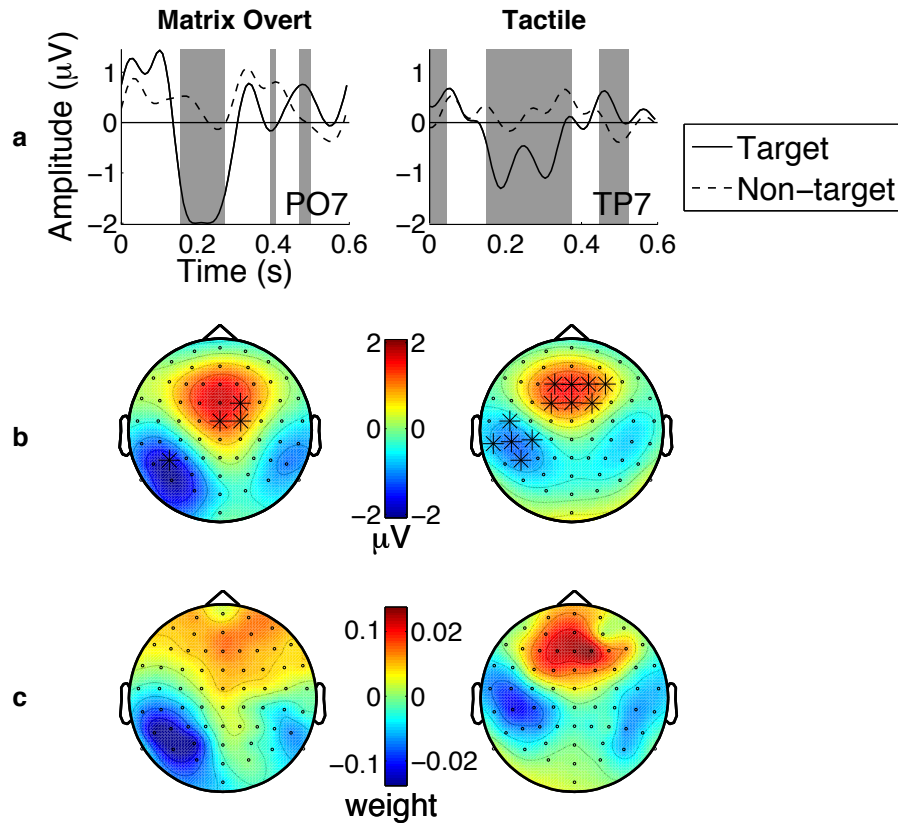 Matrix Overt Tactile
a
Amplitude (μV)
1
0
−1
−2
0 0.2 0.4 0.6
Time (s)
PO7
1
0
−1
−2
0 0.2 0.4 0.6
TP7
Target
Non−target
b
2 2
0 0
−2 −2
μV
c
0.1 0.02
0 0
−0.1 −0.02
weight